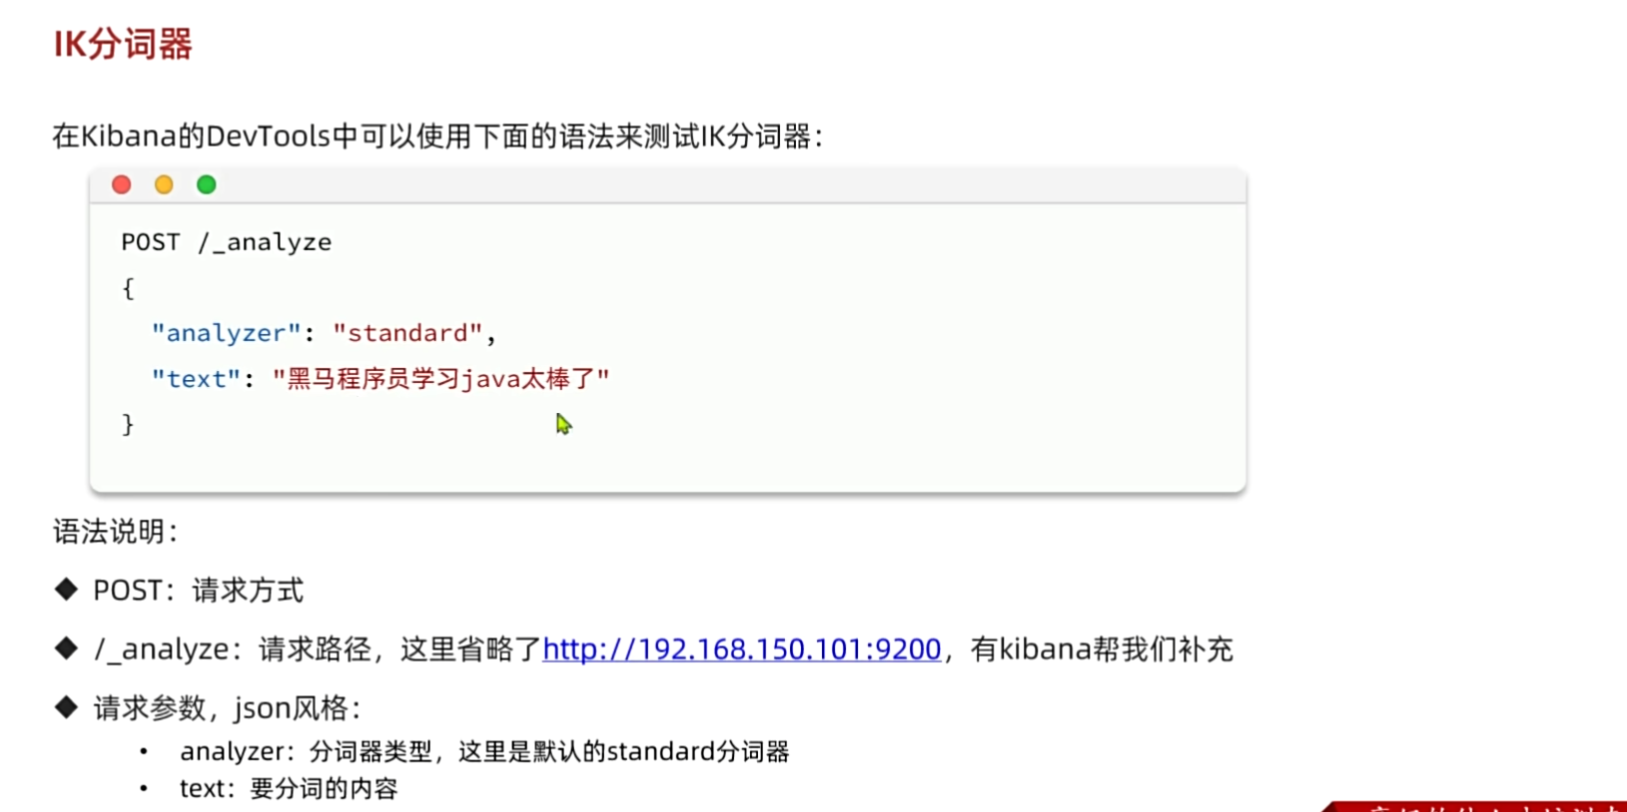 IK分词器
在Kibana的DevTools中可以使用下面的语法来测试IK分词器：
POST /_analyze
{
"analyzer": "standard",
"text": "黑马程序员学习java太棒了"
}
语法说明：
◆ POST：请求方式
◆ /_analyze：请求路径，这里省略了http://192.168.150.101:9200，有kibana帮我们补充
◆ 请求参数，json风格：
• analyzer：分词器类型，这里是默认的standard分词器
• text：要分词的内容